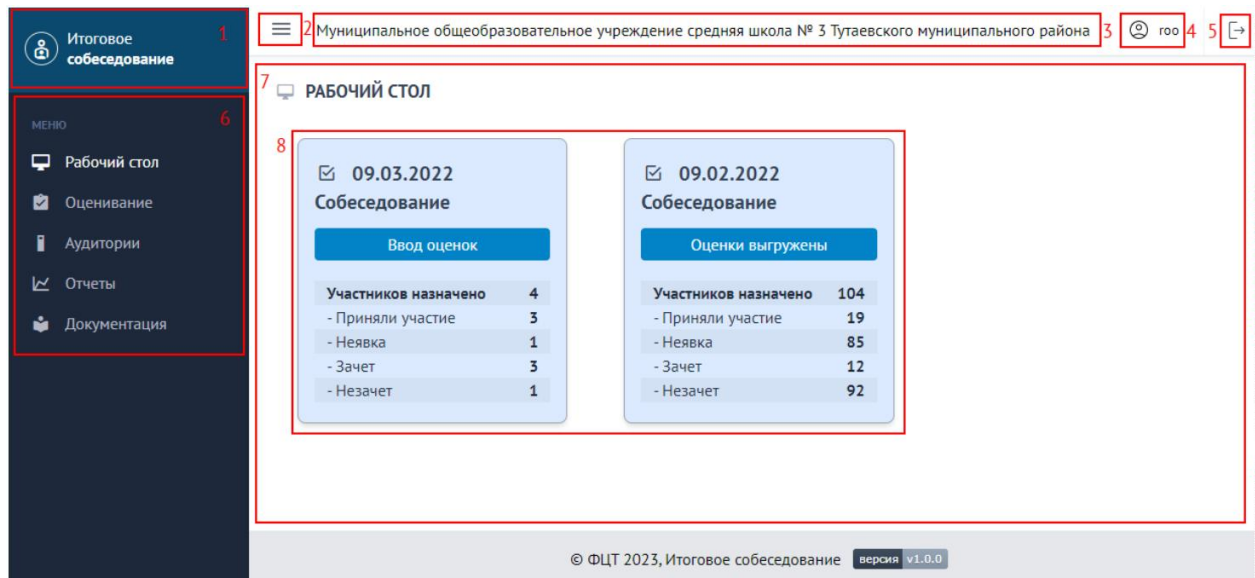 Итоговое
собеседование
1
2
Муниципальное общеобразовательное учреждение средняя школа № 3 Тутаевского муниципального района
3
roo
4
5
МЕНЮ
6
Рабочий стол
Оценивание
Аудитории
Отчеты
Документация
7
РАБОЧИЙ СТОЛ
8
09.03.2022
Собеседование
Ввод оценок
Участников назначено 4
- Приняли участие 3
- Неявка 1
- Зачет 3
- Незачет 1
09.02.2022
Собеседование
Оценки выгружены
Участников назначено 104
- Приняли участие 19
- Неявка 85
- Зачет 12
- Незачет 92
© ФЦТ 2023, Итоговое собеседование версия v1.0.0